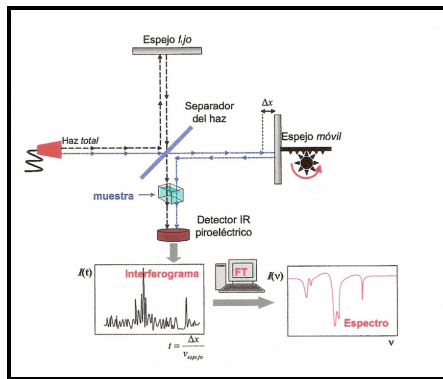 Espejo fijo
Separador
del haz
Δx
Haz total
Espejo móvil
muestra
Detector IR
piroeléctrico
I(t)
Interferograma
FT
I(ν)
Espectro
t = Δx
v espejo
ν